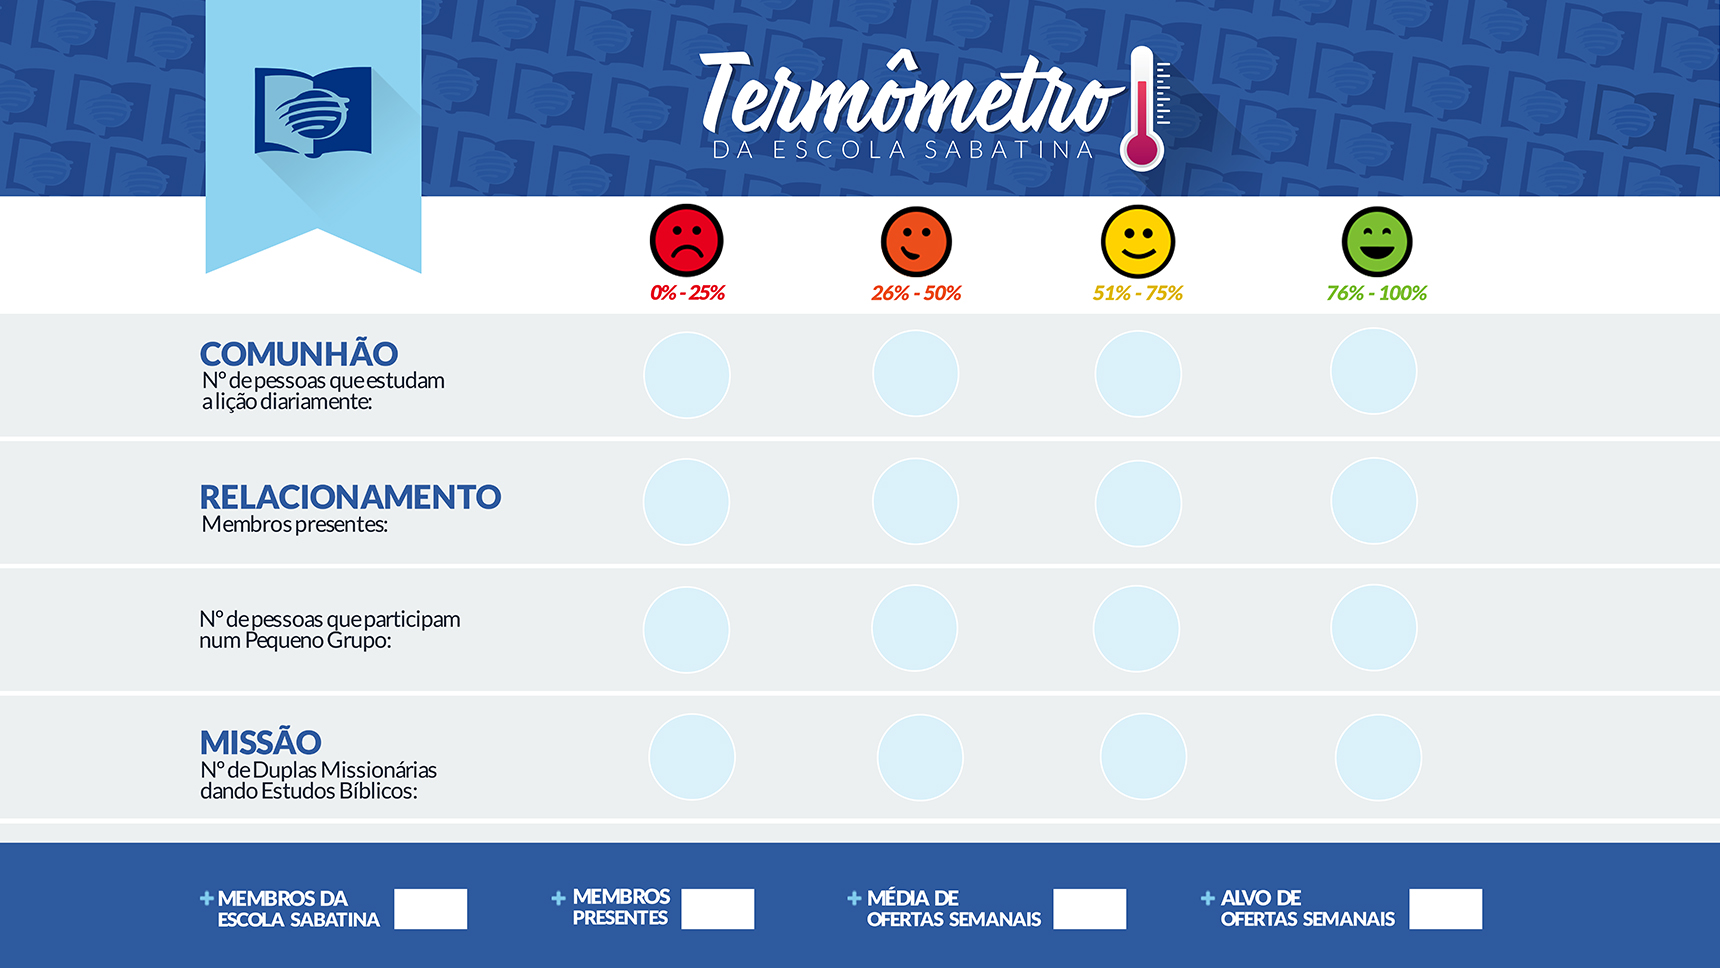 Termômetro
DA ESCOLA SABATINA
0% - 25%
26% - 50%
51% - 75%
76% - 100%
COMUNHÃO
Nº de pessoas que estudam
a lição diariamente:
RELACIONAMENTO
Membros presentes:
Nº de pessoas que participam
num Pequeno Grupo:
MISSÃO
Nº de Duplas Missionárias
dando Estudos Bíblicos:
+ MEMBROS DA
ESCOLA SABATINA
+ MEMBROS
PRESENTES
+ MÉDIA DE
OFERTAS SEMANAIS
+ ALVO DE
OFERTAS SEMANAIS